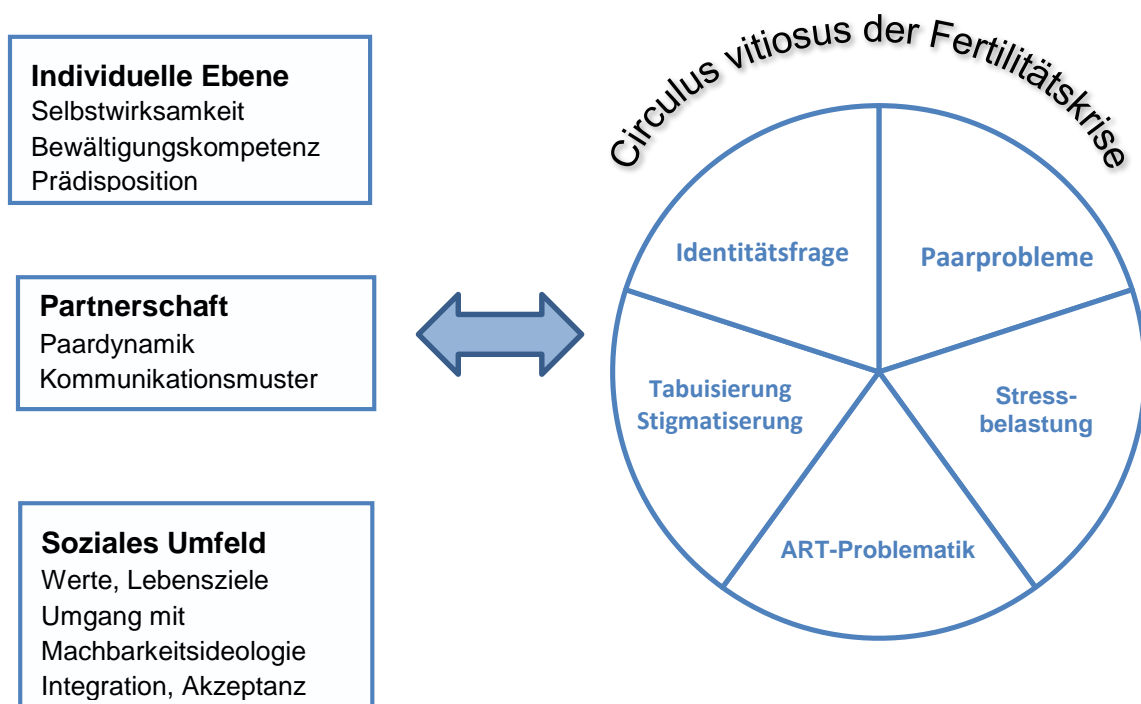 Individuelle Ebene
Selbstwirksamkeit
Bewältigungskompetenz
Prädisposition
Partnerschaft
Paardynamik
Kommunikationsmuster
Soziales Umfeld
Werte, Lebensziele
Umgang mit
Machbarkeitsideologie
Integration, Akzeptanz
Circulus vitiosus der Fertilitätskrise
Identitätsfrage
Paarprobleme
Tabuisierung
Stigmatiserung
Stress-
belastung
ART-Problematik